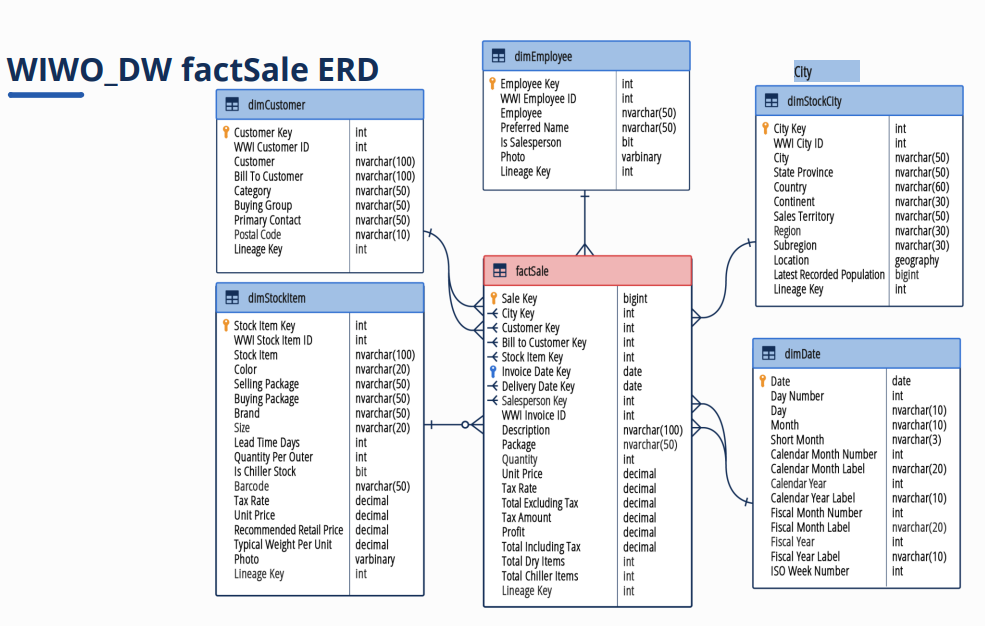 WIWO_DW factSale ERD
dimCustomer
Customer Key int
WWI Customer ID int
Customer nvarchar(100)
Bill To Customer nvarchar(100)
Category nvarchar(50)
Buying Group nvarchar(50)
Primary Contact nvarchar(50)
Postal Code nvarchar(10)
Lineage Key int
dimStockItem
Stock Item Key int
WWI Stock Item ID int
Stock Item nvarchar(100)
Color nvarchar(20)
Selling Package nvarchar(50)
Buying Package nvarchar(50)
Brand nvarchar(50)
Size nvarchar(20)
Lead Time Days int
Quantity Per Outer int
Is Chiller Stock bit
Barcode nvarchar(50)
Tax Rate decimal
Unit Price decimal
Recommended Retail Price decimal
Typical Weight Per Unit decimal
Photo varbinary
Lineage Key int
dimEmployee
Employee Key int
WWI Employee ID int
Employee nvarchar(50)
Preferred Name nvarchar(50)
Is Salesperson bit
Photo varbinary
Lineage Key int
factSale
Sale Key bigint
City Key int
Customer Key int
Bill to Customer Key int
Stock Item Key int
Invoice Date Key date
Delivery Date Key date
Salesperson Key int
WWI Invoice ID int
Description nvarchar(100)
Package nvarchar(50)
Quantity int
Unit Price decimal
Tax Rate decimal
Total Excluding Tax decimal
Tax Amount decimal
Profit decimal
Total Including Tax decimal
Total Dry Items int
Total Chiller Items int
Lineage Key int
City
dimStockCity
City Key int
WWI City ID int
City nvarchar(50)
State Province nvarchar(50)
Country nvarchar(60)
Continent nvarchar(30)
Sales Territory nvarchar(50)
Region nvarchar(30)
Subregion nvarchar(30)
Location geography
Latest Recorded Population bigint
Lineage Key int
dimDate
Date date
Day Number int
Day nvarchar(10)
Month nvarchar(10)
Short Month nvarchar(3)
Calendar Month Number int
Calendar Month Label nvarchar(20)
Calendar Year int
Calendar Year Label nvarchar(10)
Fiscal Month Number int
Fiscal Month Label nvarchar(20)
Fiscal Year int
Fiscal Year Label nvarchar(10)
ISO Week Number int